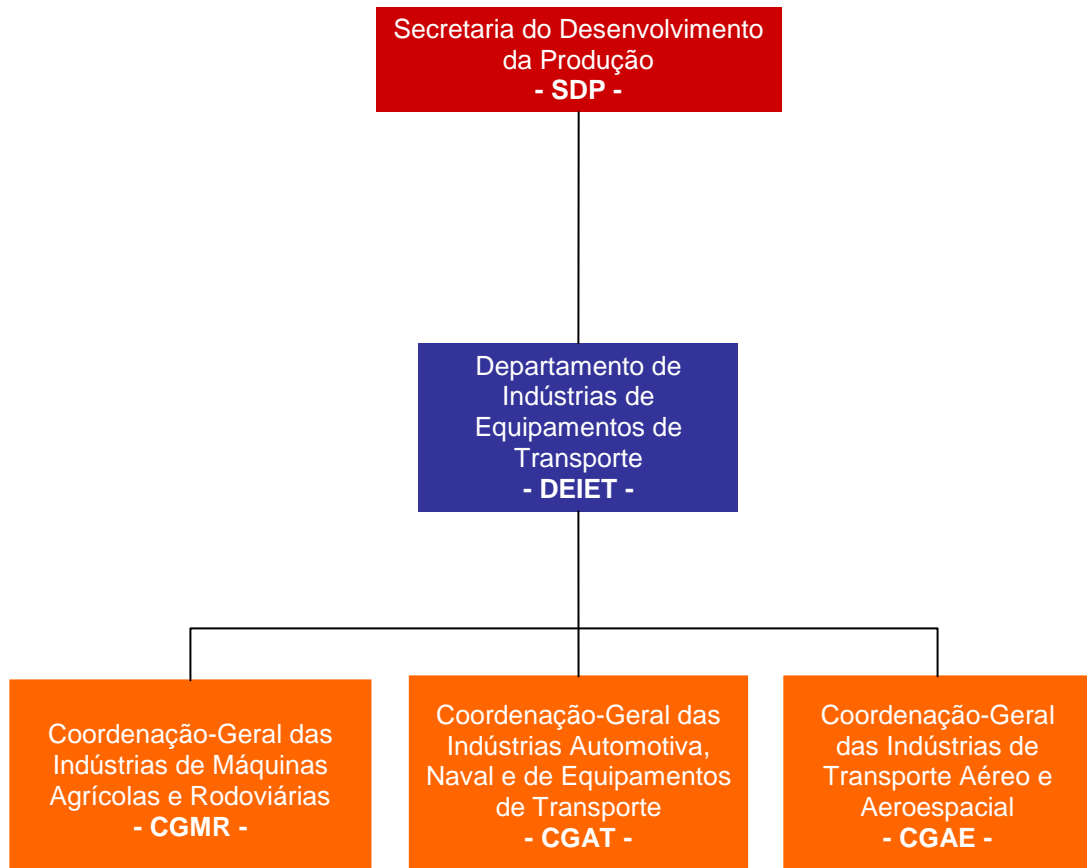 Secretaria do Desenvolvimento
da Produção
- SDP -
Departamento de
Indústrias de
Equipamentos de
Transporte
- DEIET -
Coordenação-Geral das
Indústrias de Máquinas
Agrícolas e Rodoviárias
- CGMR -
Coordenação-Geral das
Indústrias Automotiva,
Naval e de Equipamentos
de Transporte
- CGAT -
Coordenação-Geral
das Indústrias de
Transporte Aéreo e
Aeroespacial
- CGAE -